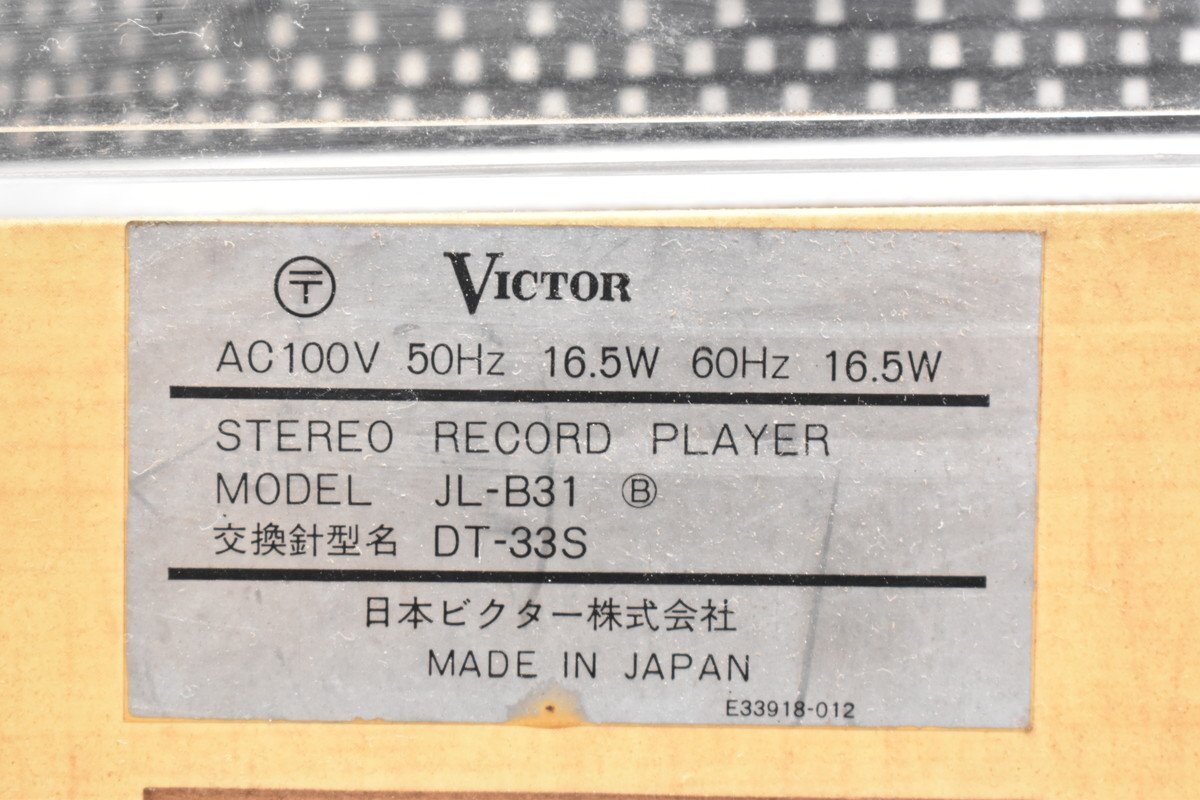 〶 VICTOR
AC100V 50Hz 16.5W 60Hz 16.5W
STEREO RECORD PLAYER
MODEL JL-B31 Ⓑ
交換針型名 DT-33S
日本ビクター株式会社
MADE IN JAPAN
E33918-012